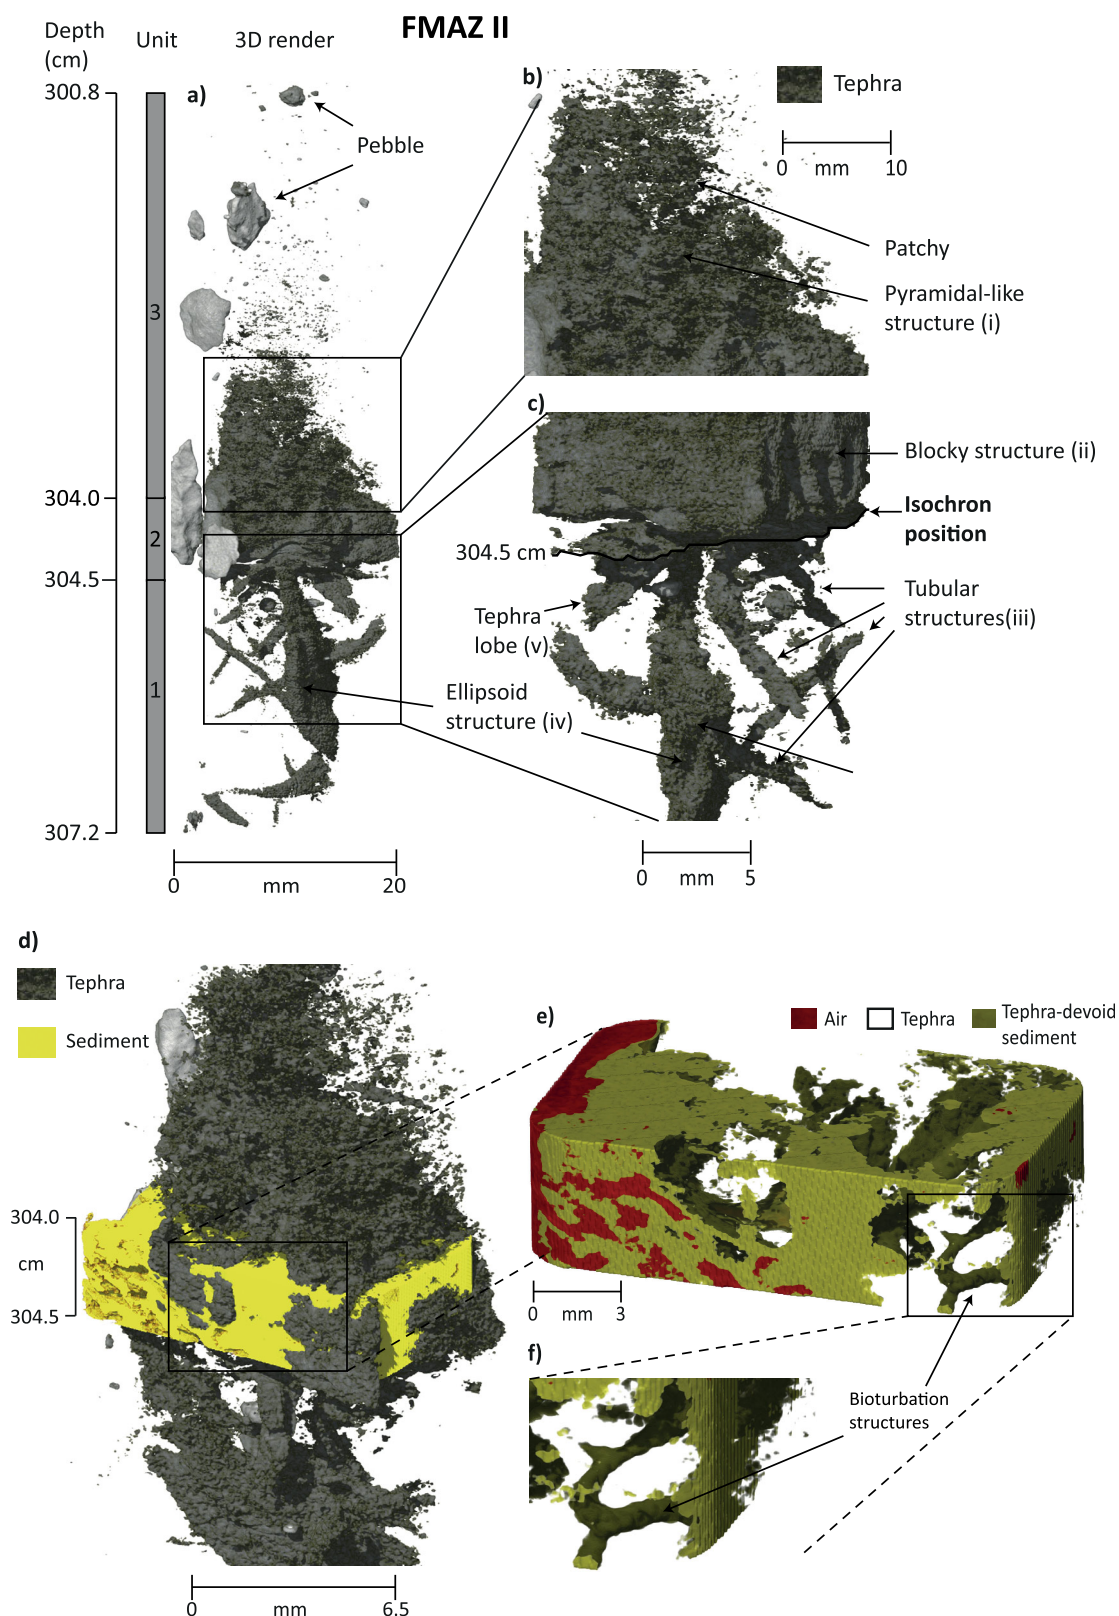 FMAZ II
Depth
(cm)
Unit
3D render
300.8
304.0
304.5
307.2
3
2
1
a)
Pebble
0 mm 20
b)
Tephra
0 mm 10
Patchy
Pyramidal-like
structure (i)
c)
Blocky structure (ii)
Isochron
position
304.5 cm
Tubular
structures(iii)
Tephra
lobe (v)
Ellipsoid
structure (iv)
0 mm 5
d)
Tephra
Sediment
304.0
cm
304.5
0 mm 6.5
e)
Air
Tephra
Tephra-devoid
sediment
0 mm 3
f)
Bioturbation
structures